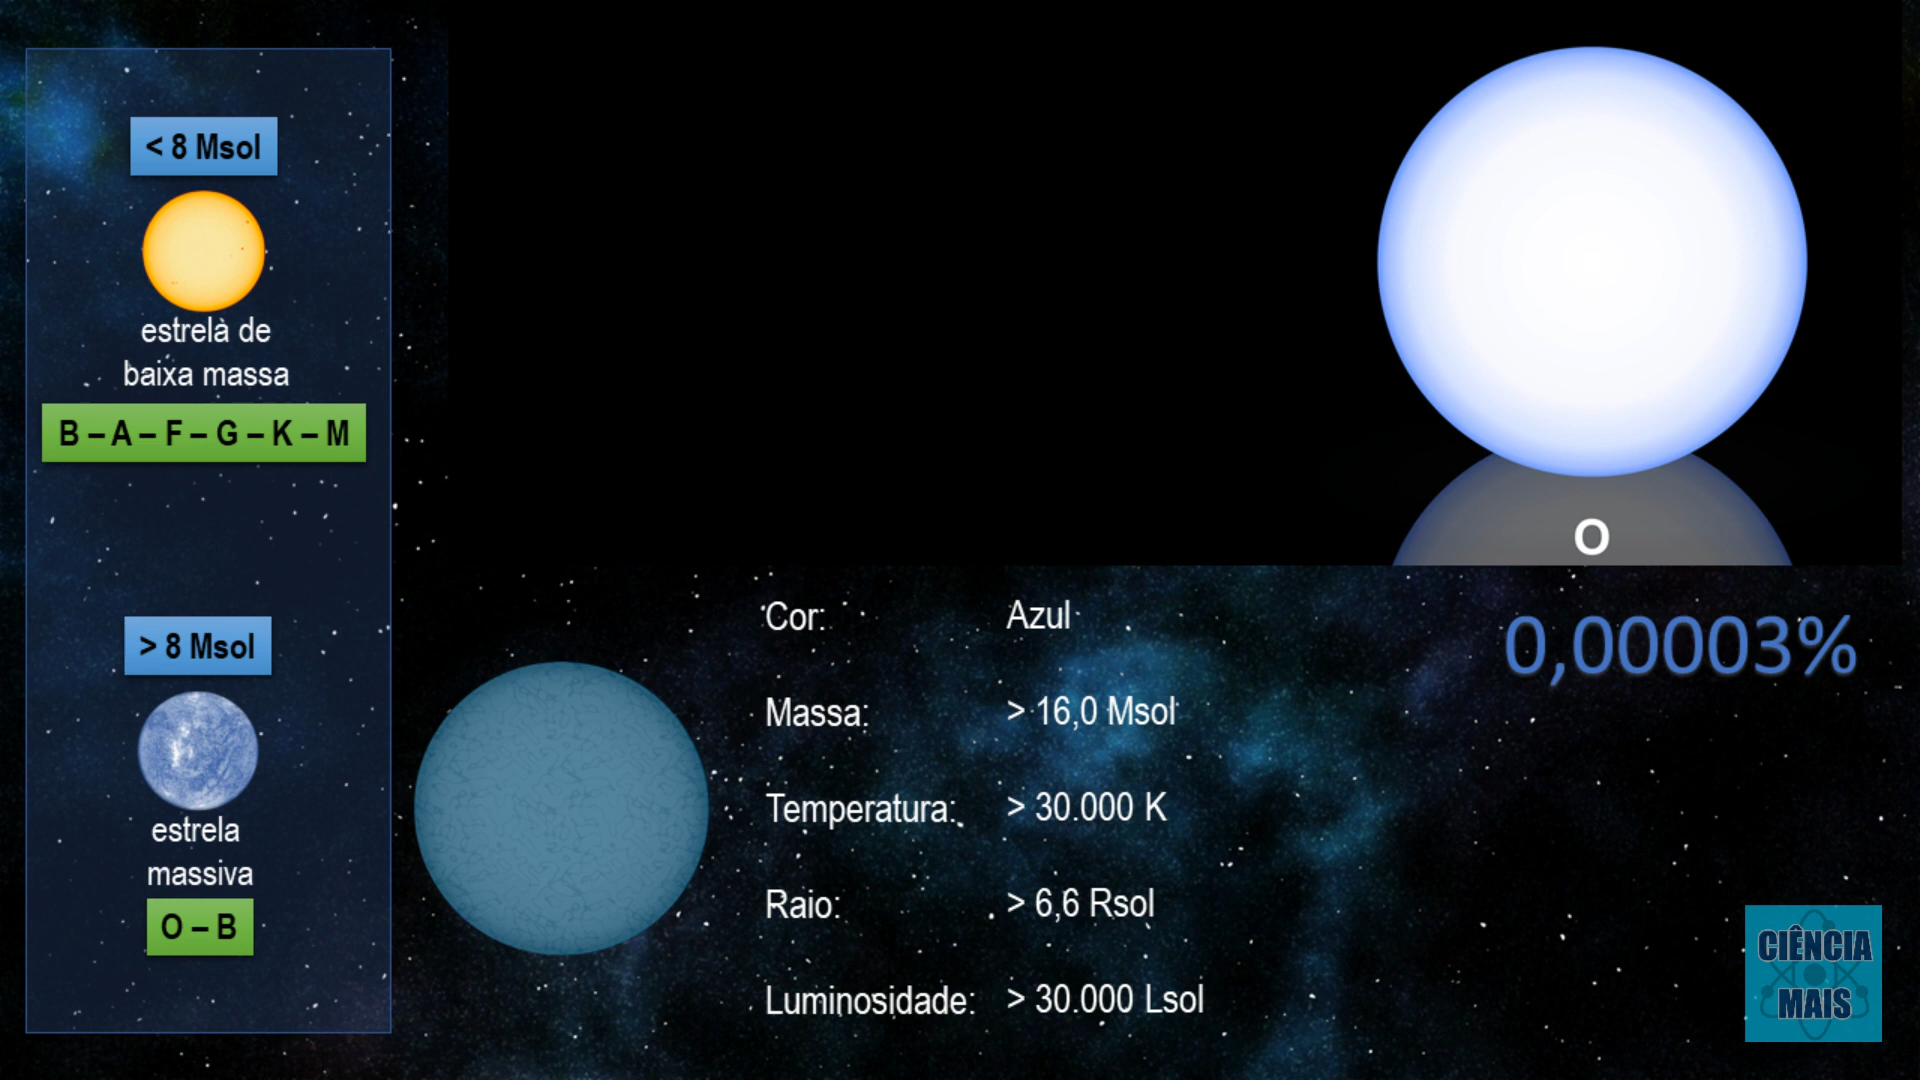 < 8 Msol
estrela de
baixa massa
B – A – F – G – K – M
> 8 Msol
estrela
massiva
O – B
O
0,00003%
Cor: Azul
Massa: > 16,0 Msol
Temperatura: > 30.000 K
Raio: > 6,6 Rsol
Luminosidade: > 30.000 Lsol
CIÊNCIA
MAIS